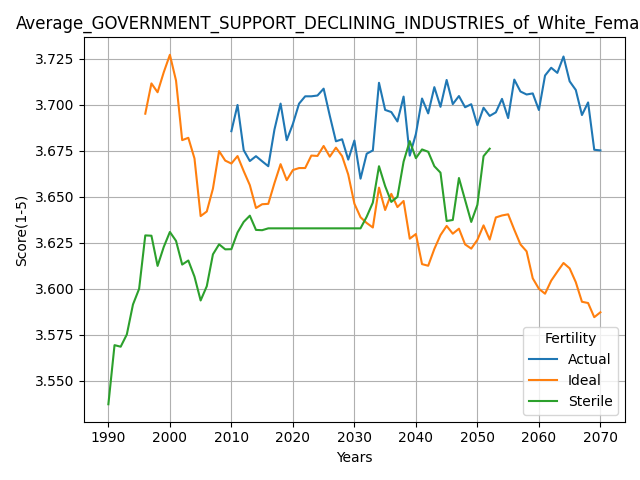 Average_GOVERNMENT_SUPPORT_DECLINING_INDUSTRIES_of_White_Fema
Score(1-5)
3.725
3.700
3.675
3.650
3.625
3.600
3.575
3.550
Fertility
Actual
Ideal
Sterile
1990 2000 2010 2020 2030 2040 2050 2060 2070
Years